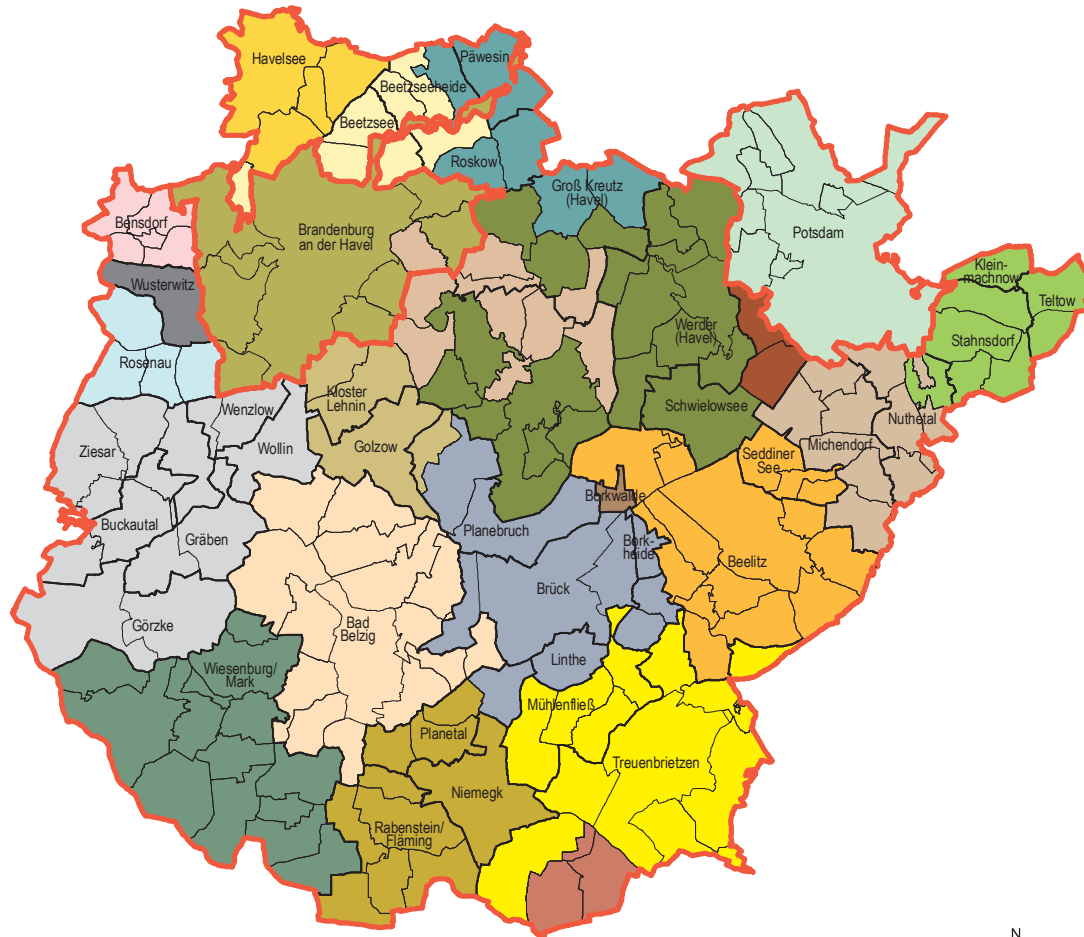 Havelsee
Päwesin
Beetzseeheide
Beetzsee
Roskow
Groß Kreutz
(Havel)
Bensdorf
Brandenburg
an der Havel
Potsdam
Wusterwitz
Klein-
machnow
Teltow
Werder
(Havel)
Stahnsdorf
Rosenau
Kloster
Lehnin
Wenzlow
Schwielowsee
Nuthetal
Golzow
Wollin
Michendorf
Ziesar
Seddiner
See
Borkwalde
Buckautal
Gräben
Planebruch
Bork-
heide
Beelitz
Brück
Görzke
Bad
Belzig
Linthe
Wiesenburg/
Mark
Mühlenfließ
Planetal
Treuenbrietzen
Niemegk
Rabenstein/
Fläming
N